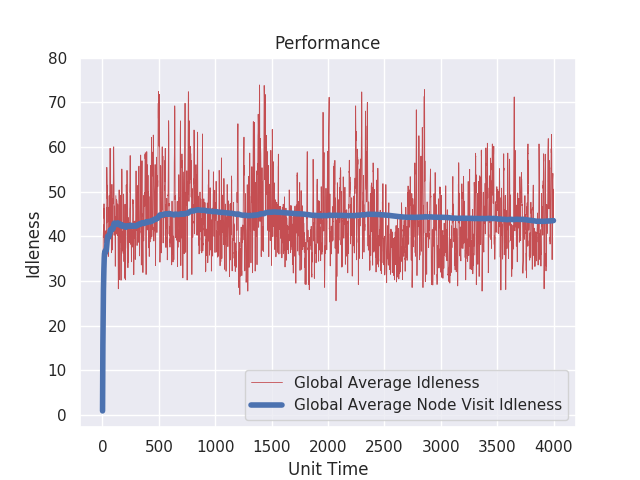 Performance
80
70
60
50
40
30
20
10
0
Idleness
Global Average Idleness
Global Average Node Visit Idleness
0 500 1000 1500 2000 2500 3000 3500 4000
Unit Time